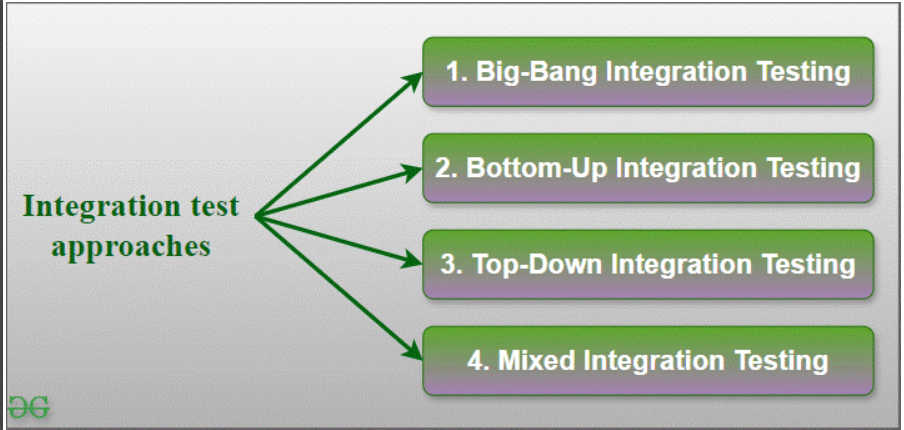 1. Big-Bang Integration Testing
2. Bottom-Up Integration Testing
Integration test
approaches
3. Top-Down Integration Testing
4. Mixed Integration Testing